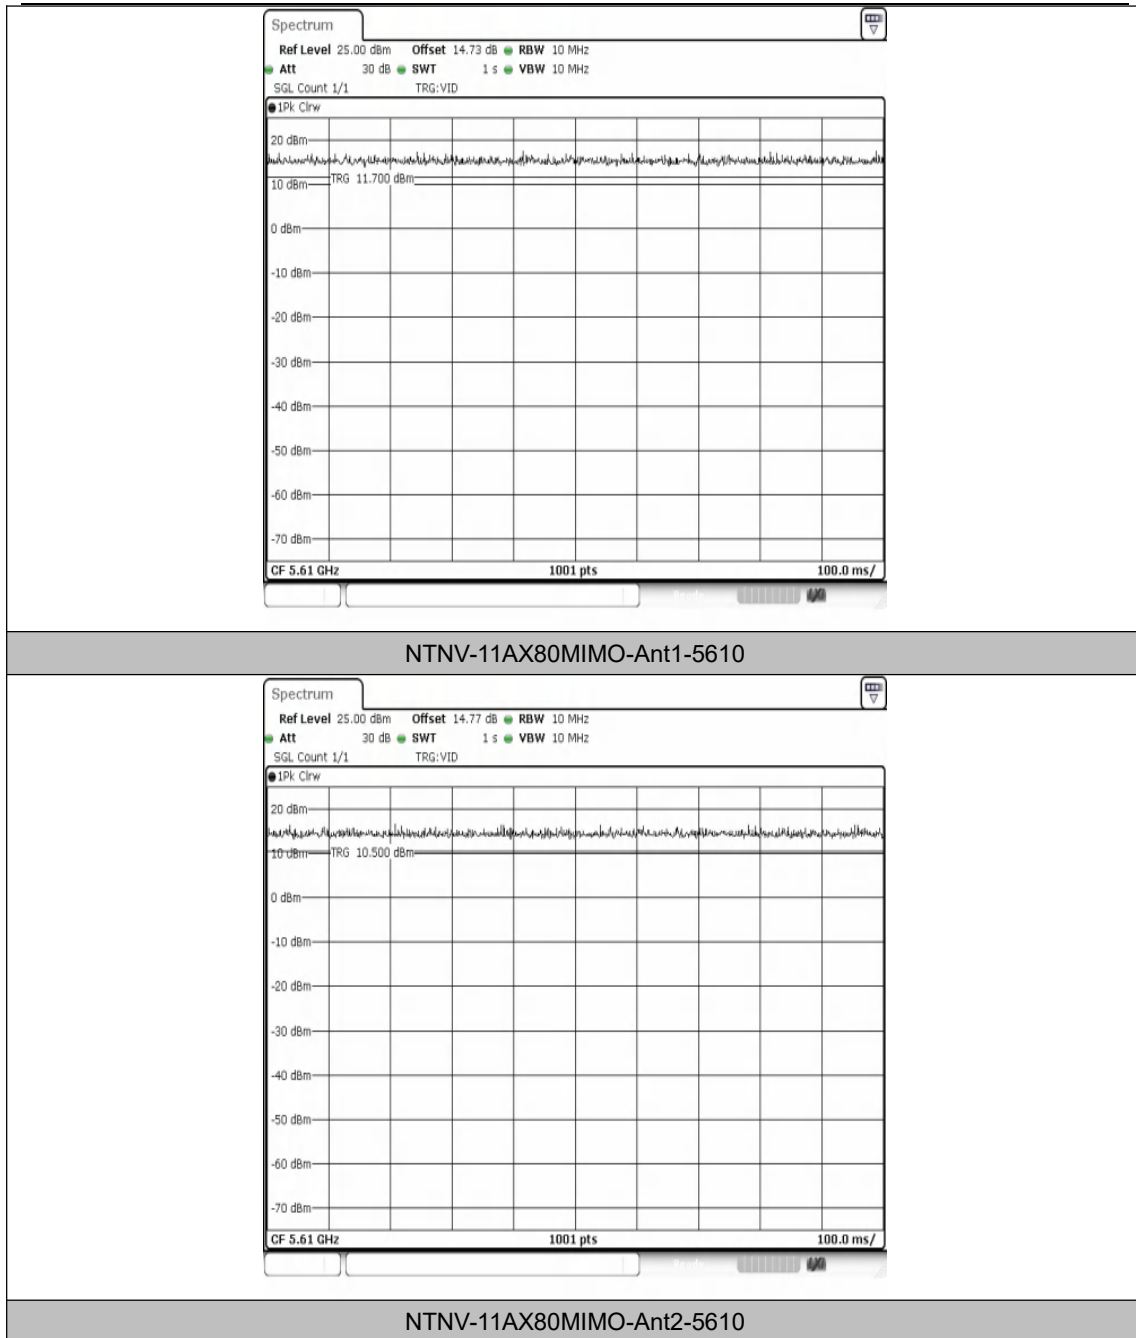 Spectrum
Ref Level 25.00 dBm Offset 14.73 dB RBW 10 MHz
Att 30 dB SWT 1 s VBW 10 MHz
SGL Count 1/1 TRG:VID
1Pk Clrw
20 dBm
TRG 11.700 dBm
10 dBm
0 dBm
-10 dBm
-20 dBm
-30 dBm
-40 dBm
-50 dBm
-60 dBm
-70 dBm
CF 5.61 GHz 1001 pts 100.0 ms/
NTNV-11AX80MIMO-Ant1-5610
Spectrum
Ref Level 25.00 dBm Offset 14.77 dB RBW 10 MHz
Att 30 dB SWT 1 s VBW 10 MHz
SGL Count 1/1 TRG:VID
1Pk Clrw
20 dBm
10 dBm TRG 10.500 dBm
0 dBm
-10 dBm
-20 dBm
-30 dBm
-40 dBm
-50 dBm
-60 dBm
-70 dBm
CF 5.61 GHz 1001 pts 100.0 ms/
NTNV-11AX80MIMO-Ant2-5610